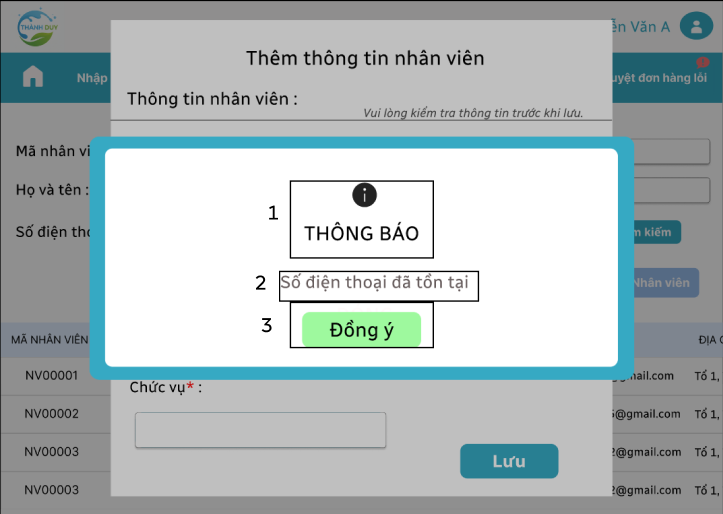 THÀNH DUY
ễn Văn A
Thêm thông tin nhân viên
Nhập
uyệt đơn hàng lỗi
Thông tin nhân viên :
Vui lòng kiểm tra thông tin trước khi lưu.
Mã nhân vi
1
THÔNG BÁO
Họ và tên :
Số điện tho
m kiếm
2
Số điện thoại đã tồn tại
Nhân viên
3
Đồng ý
MÃ NHÂN VIÊN
ĐỊA C
NV00001
mail.com
Tổ 1,
Chức vụ* :
NV00002
@gmail.com
Tổ 1,
NV00003
2@gmail.com
Tổ 1,
Lưu
NV00003
2@gmail.com
Tổ 1,